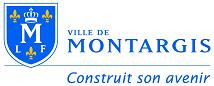 M
L F
VILLE DE
MONTARGIS
Construit son avenir